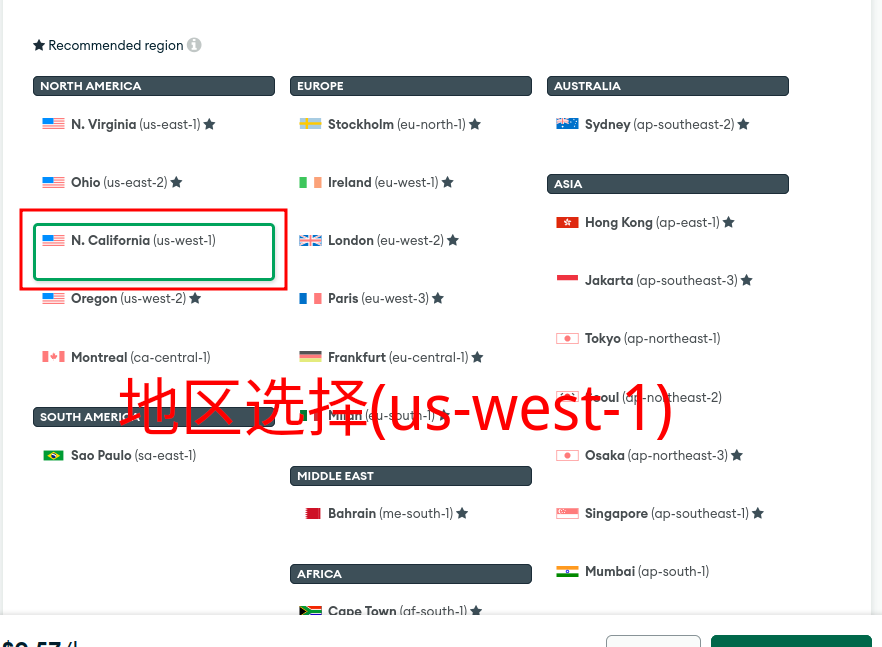 ★ Recommended region
NORTH AMERICA
N. Virginia (us-east-1) ★
Ohio (us-east-2) ★
N. California (us-west-1)
Oregon (us-west-2) ★
Montreal (ca-central-1)
SOUTH AMERICA
Sao Paulo (sa-east-1)
EUROPE
Stockholm (eu-north-1) ★
Ireland (eu-west-1) ★
London (eu-west-2) ★
Paris (eu-west-3) ★
Frankfurt (eu-central-1) ★
Milan (eu-south-1) ★
MIDDLE EAST
Bahrain (me-south-1) ★
AFRICA
Cape Town (af-south-1) ★
AUSTRALIA
Sydney (ap-southeast-2) ★
ASIA
Hong Kong (ap-east-1) ★
Jakarta (ap-southeast-3) ★
Tokyo (ap-northeast-1)
Seoul (ap-northeast-2)
Osaka (ap-northeast-3) ★
Singapore (ap-southeast-1) ★
Mumbai (ap-south-1)
地区选择(us-west-1)